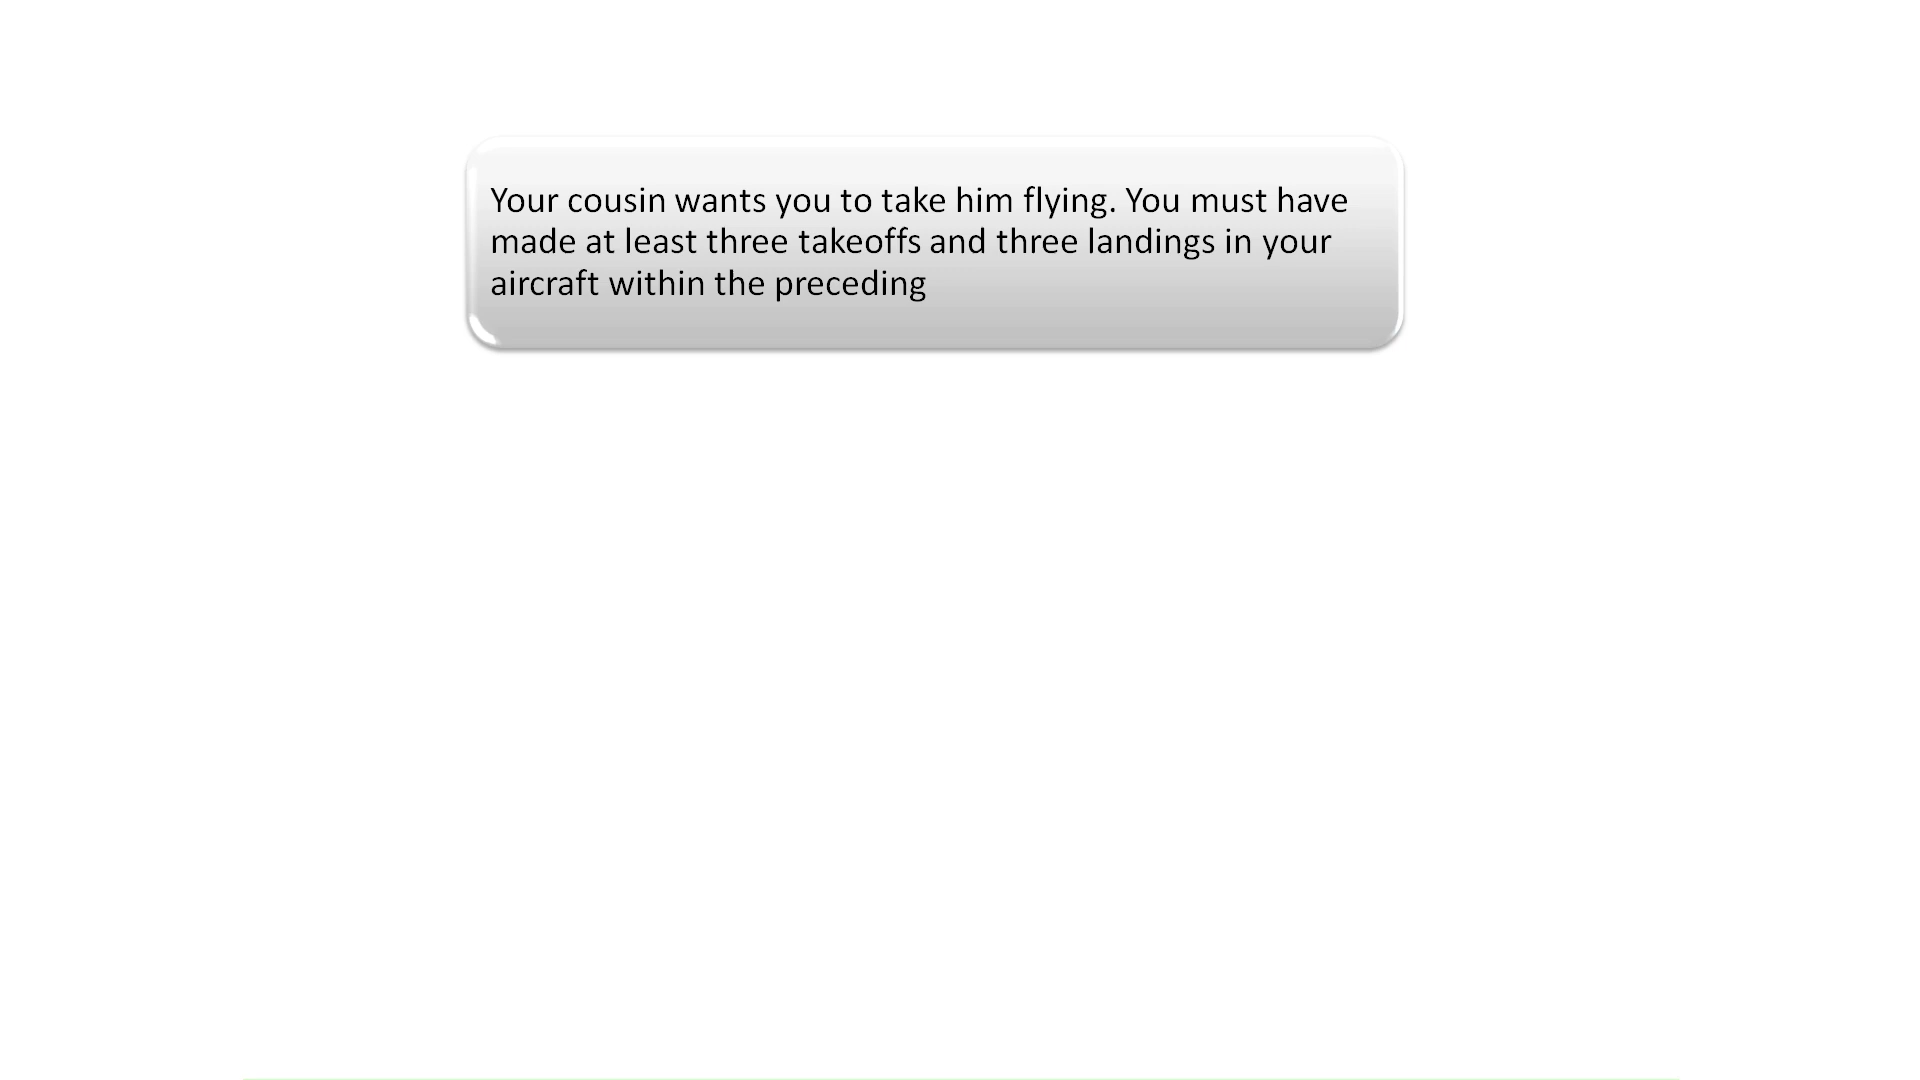 Your cousin wants you to take him flying. You must have
made at least three takeoffs and three landings in your
aircraft within the preceding